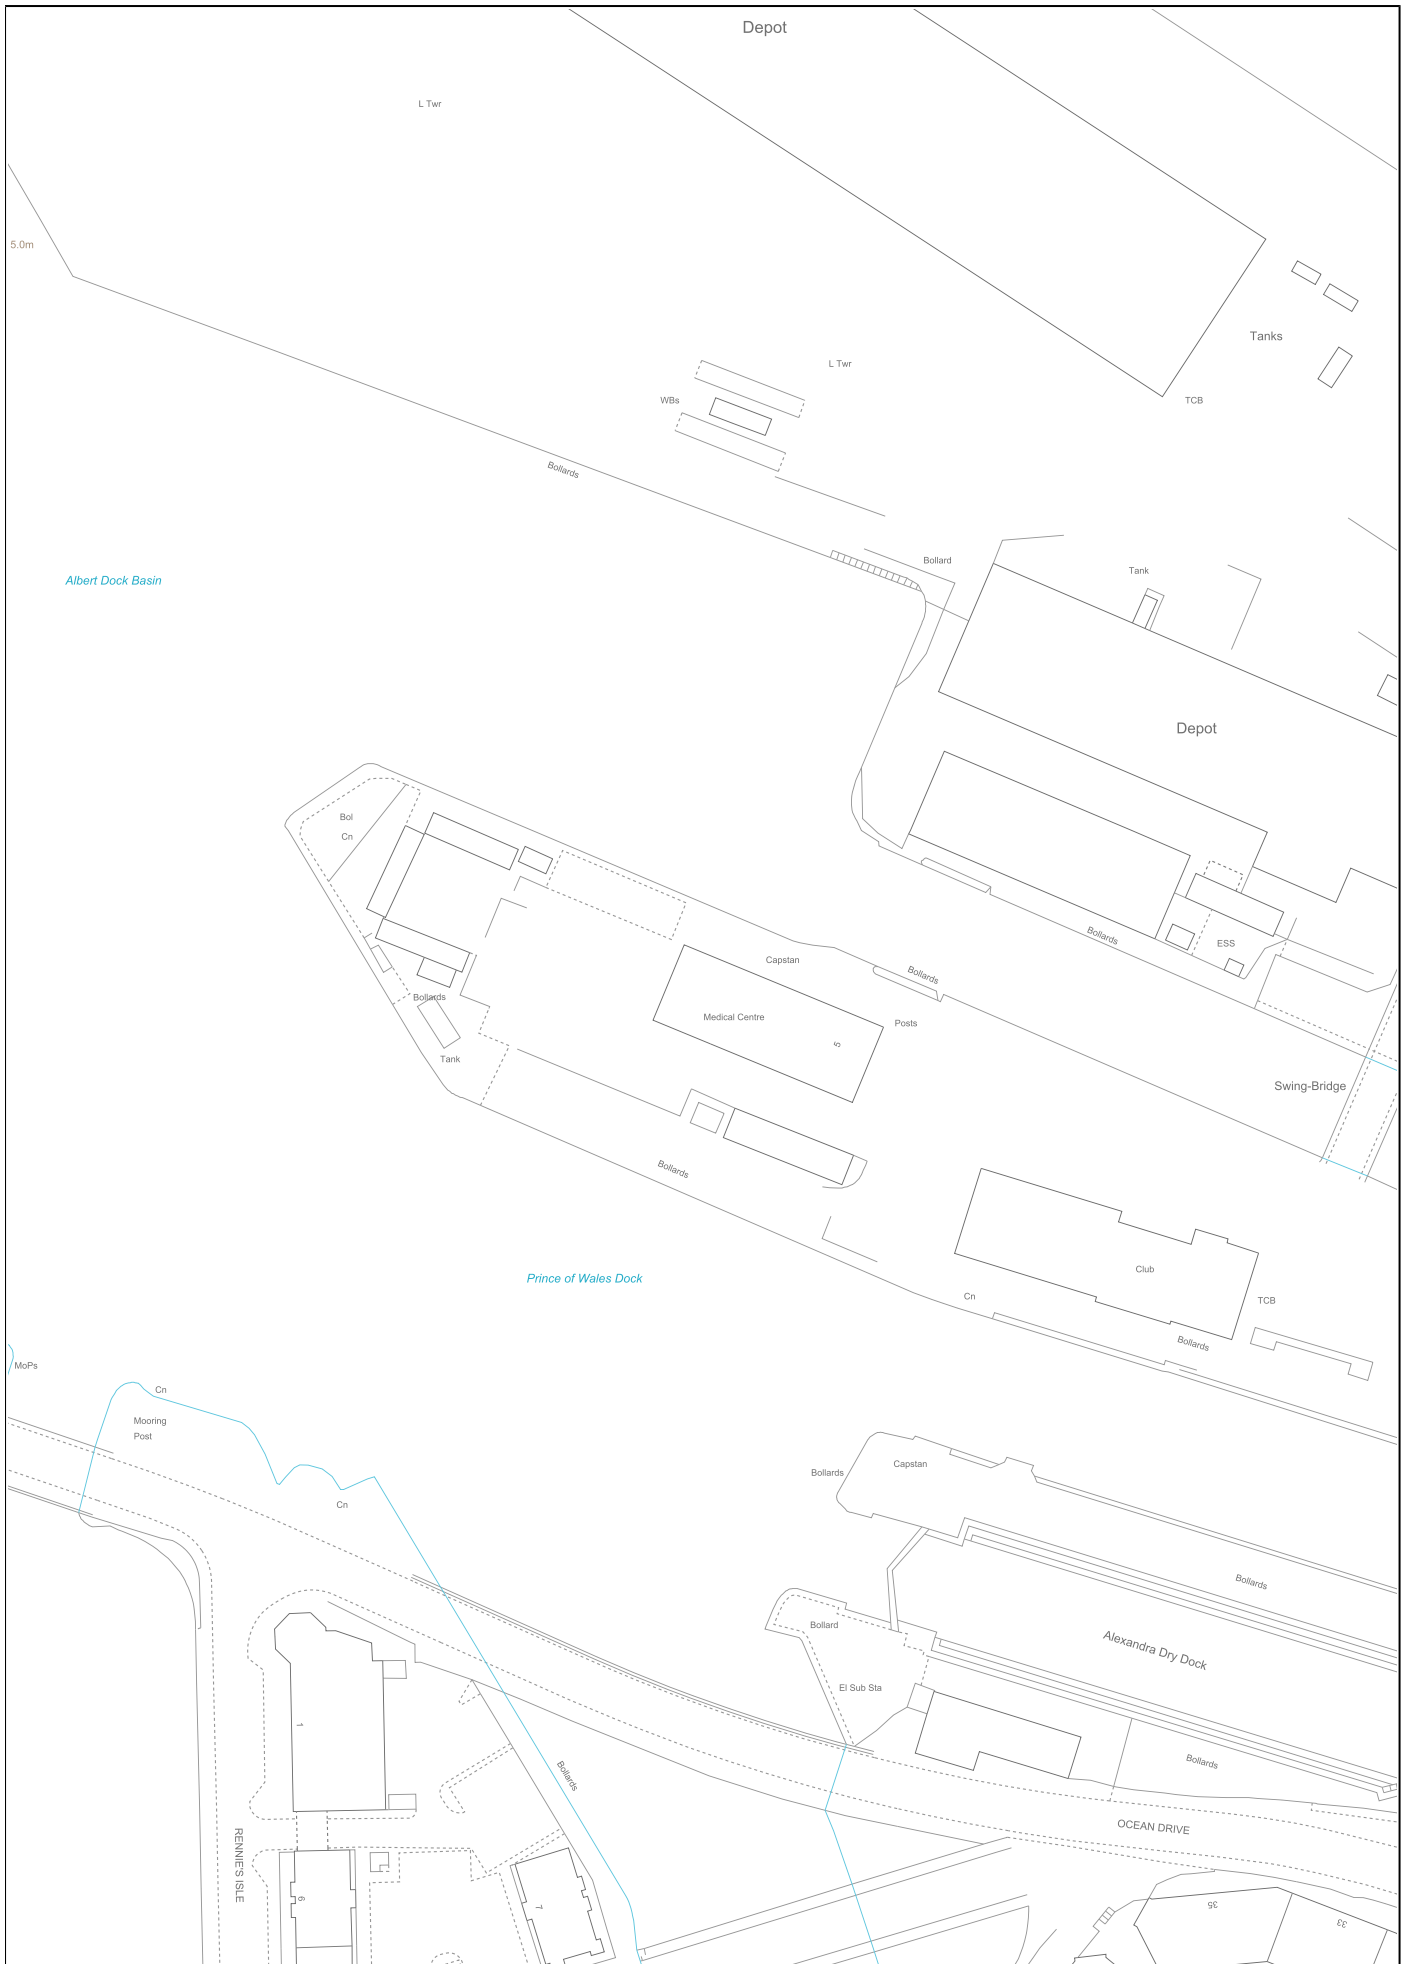 Depot
L Twr
5.0m
Tanks
L Twr
TCB
WBs
Bollards
Bollard
Tank
Albert Dock Basin
Depot
Bol
Cn
Bollards
ESS
Capstan
Bollards
Bollards
Medical Centre
Posts
5
Tank
Swing-Bridge
Bollards
Club
Prince of Wales Dock
Cn
TCB
Bollards
MoPs
Cn
Mooring
Post
Capstan
Bollards
Cn
Bollards
Bollard
Alexandra Dry Dock
El Sub Sta
1
Bollards
Bollards
OCEAN DRIVE
RENNIE'S ISLE
6
7
35
33